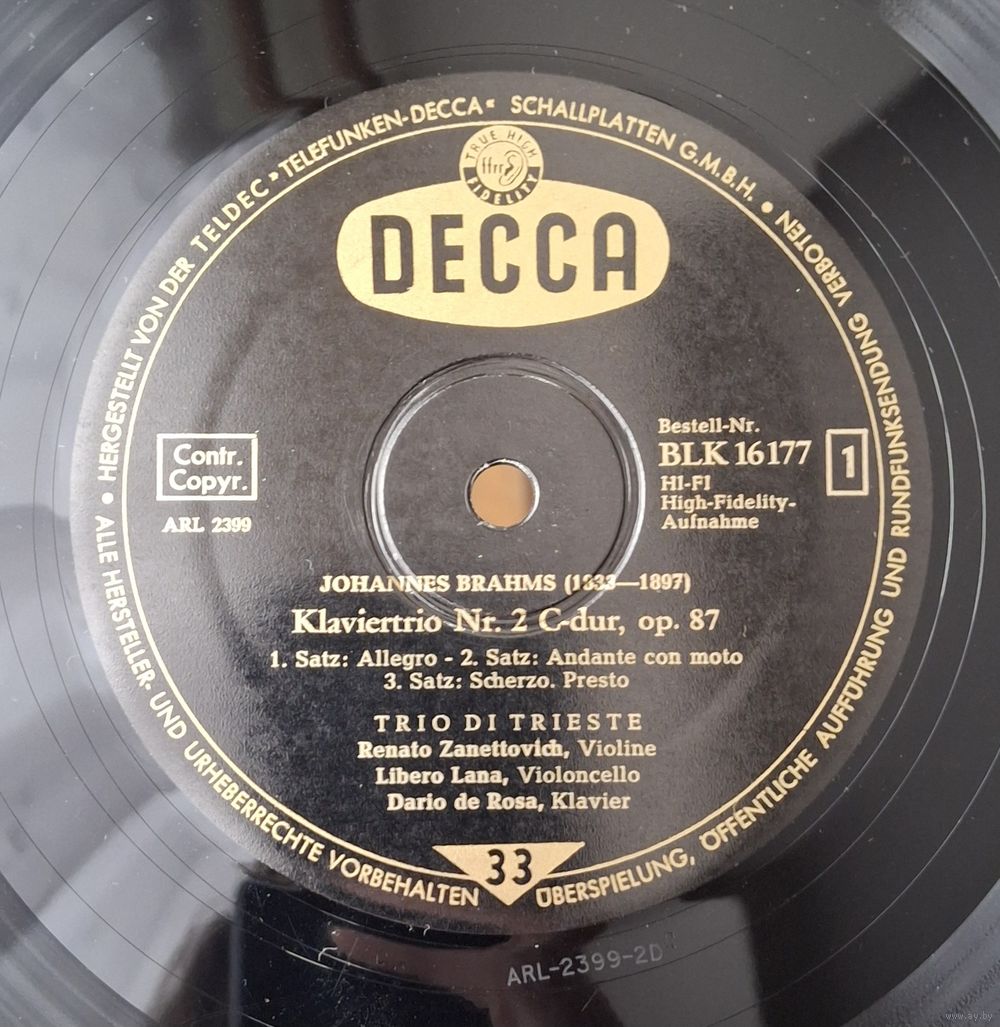 HERGESTELLT VON DER TELDEC »TELEFUNKEN-DECCA« SCHALLPLATTEN G.M.B.H. •
TRUE HIGH
ffrr
FIDELITY
DECCA
Contr.
Copyr.
ARL 2399
Bestell-Nr.
BLK 16177
1
HI-FI
High-Fidelity-
Aufnahme
JOHANNES BRAHMS (1833—1897)
Klaviertrio Nr. 2 C-dur, op. 87
1. Satz: Allegro - 2. Satz: Andante con moto
3. Satz: Scherzo. Presto
TRIO DI TRIESTE
Renato Zanettovich, Violine
Libero Lana, Violoncello
Dario de Rosa, Klavier
33
• ALLE HERSTELLER- UND URHEBERRECHTE VORBEHALTEN
ÜBERSPIELUNG, ÖFFENTLICHE AUFFÜHRUNG UND RUNDFUNKSENDUNG VERBOTEN
ARL-2399-2D
www.ay.by